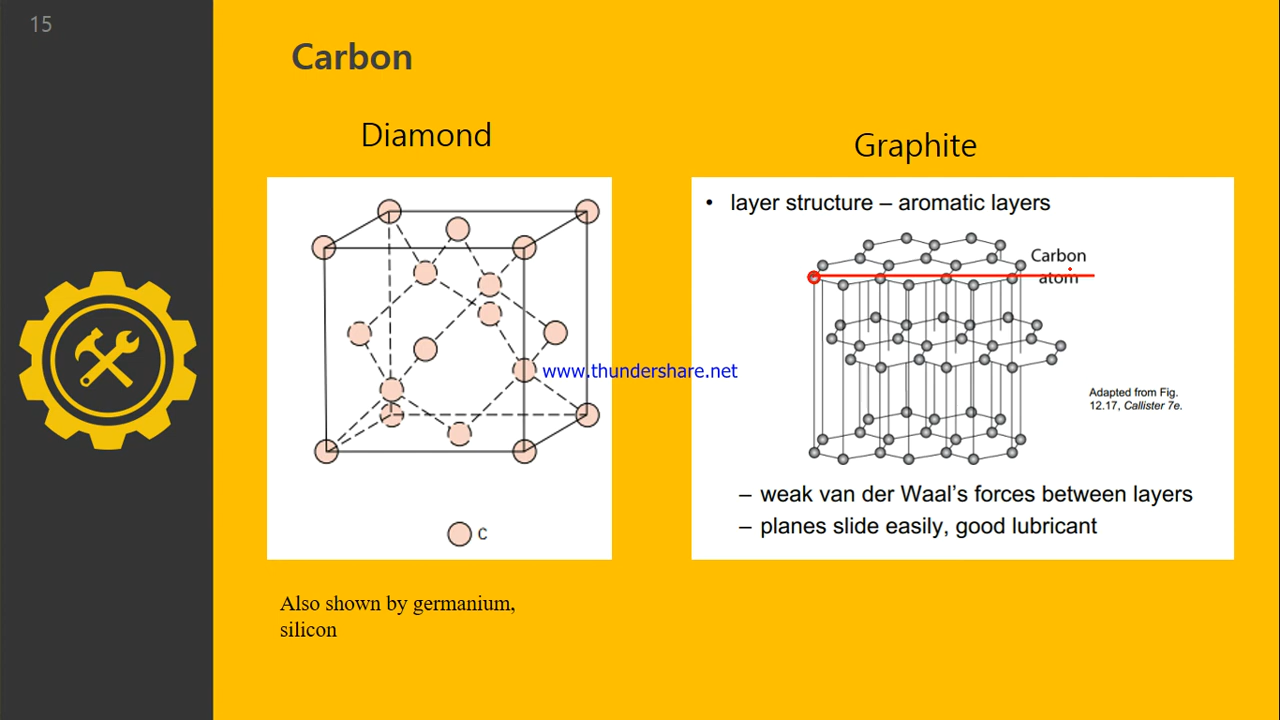 15
Carbon
Diamond
Graphite
• layer structure – aromatic layers
Carbon
atom
www.thundershare.net
Adapted from Fig.
12.17, Callister 7e.
– weak van der Waal's forces between layers
– planes slide easily, good lubricant
C
Also shown by germanium,
silicon